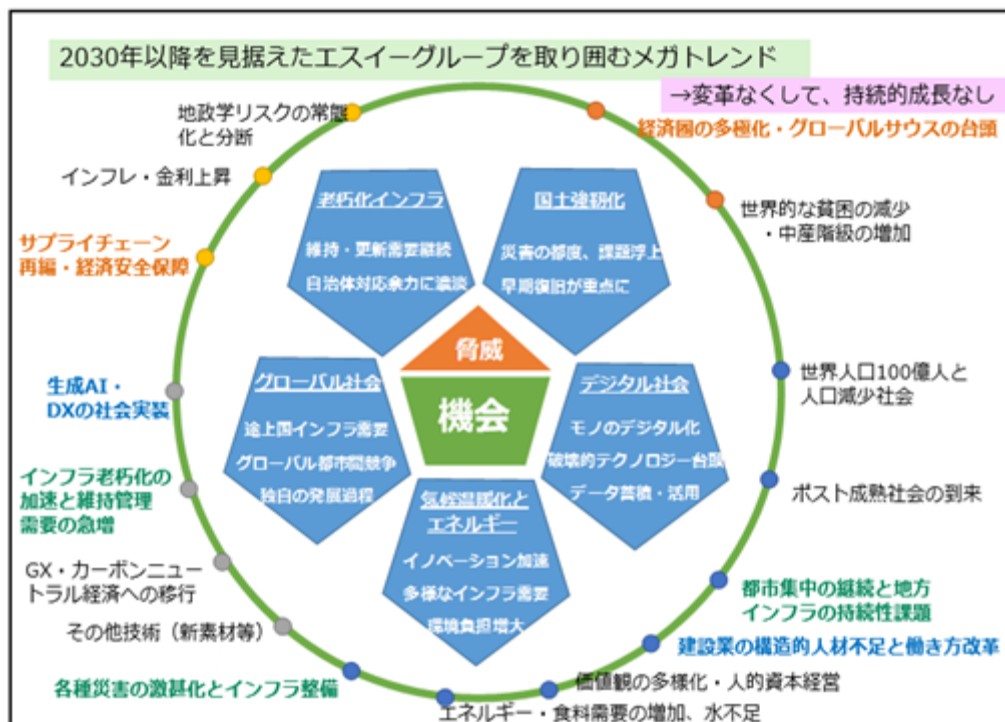 2030年以降を見据えたエスイーグループを取り囲むメガトレンド
→変革なくして、持続的成長なし
地政学リスクの常態
化と分断
経済圏の多極化・グローバルサウスの台頭
インフレ・金利上昇
世界的な貧困の減少
・中産階級の増加
サプライチェーン
再編・経済安全保障
老朽化インフラ
維持・更新需要継続
自治体対応余力に濃淡
国土強靭化
災害の都度、課題浮上
早期復旧が重点に
脅威
機会
グローバル社会
途上国インフラ需要
グローバル都市間競争
独自の発展過程
デジタル社会
モノのデジタル化
破壊的テクノロジー台頭
データ蓄積・活用
気候温暖化と
エネルギー
イノベーション加速
多様なインフラ需要
環境負担増大
世界人口100億人と
人口減少社会
生成AI・
DXの社会実装
インフラ老朽化の
加速と維持管理
需要の急増
ポスト成熟社会の到来
GX・カーボンニュー
トラル経済への移行
都市集中の継続と地方
インフラの持続性課題
その他技術（新素材等）
建設業の構造的人材不足と働き方改革
各種災害の激甚化とインフラ整備
価値観の多様化・人的資本経営
エネルギー・食料需要の増加、水不足